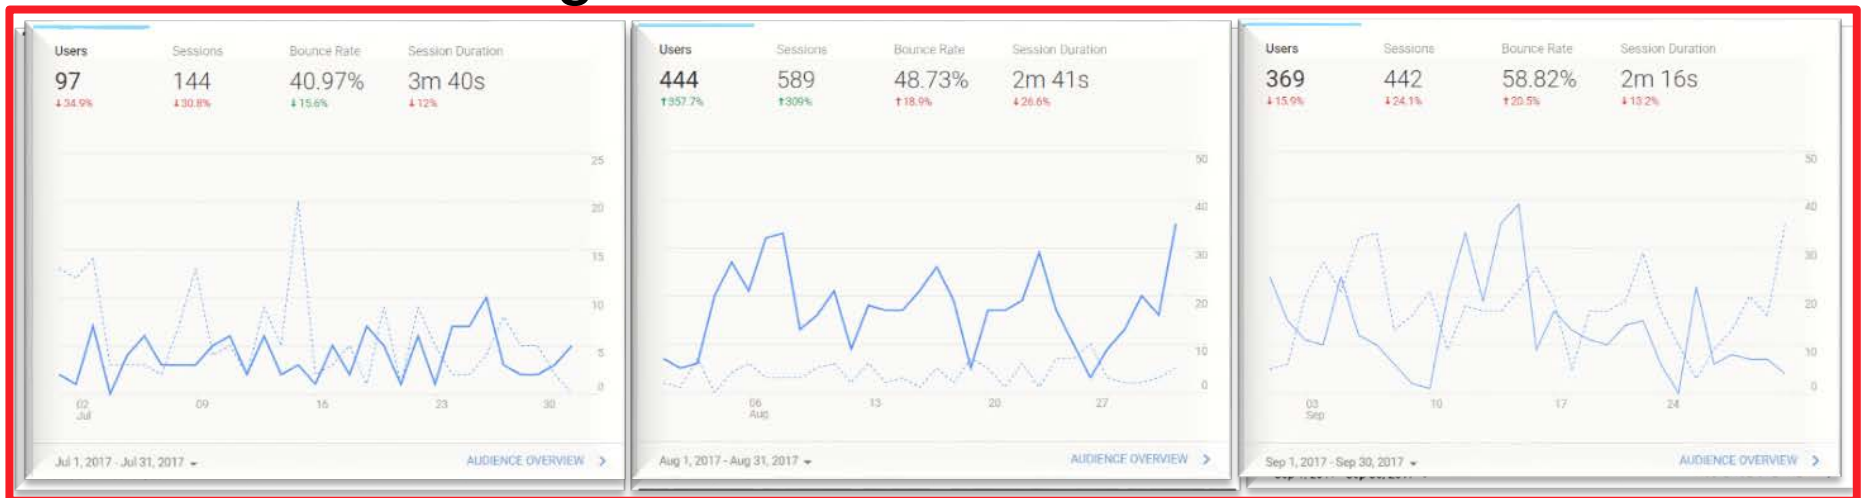 Users Sessions Bounce Rate Session Duration
97 144 40.97% 3m 40s
↓34.9% ↓30.8% ↓15.6% ↓12%
25
20
15
10
5
0
02 09 16 23 30
Jul
Jul 1, 2017 - Jul 31, 2017 AUDIENCE OVERVIEW >
Users Sessions Bounce Rate Session Duration
444 589 48.73% 2m 41s
↑357.7% ↑309% ↑18.9% ↓26.6%
50
40
30
20
10
0
06 13 20 27
Aug
Aug 1, 2017 - Aug 31, 2017 AUDIENCE OVERVIEW >
Users Sessions Bounce Rate Session Duration
369 442 58.82% 2m 16s
↓15.9% ↓24.1% ↑20.5% ↓13.2%
50
40
30
20
10
0
03 10 17 24
Sep
Sep 1, 2017 - Sep 30, 2017 AUDIENCE OVERVIEW >